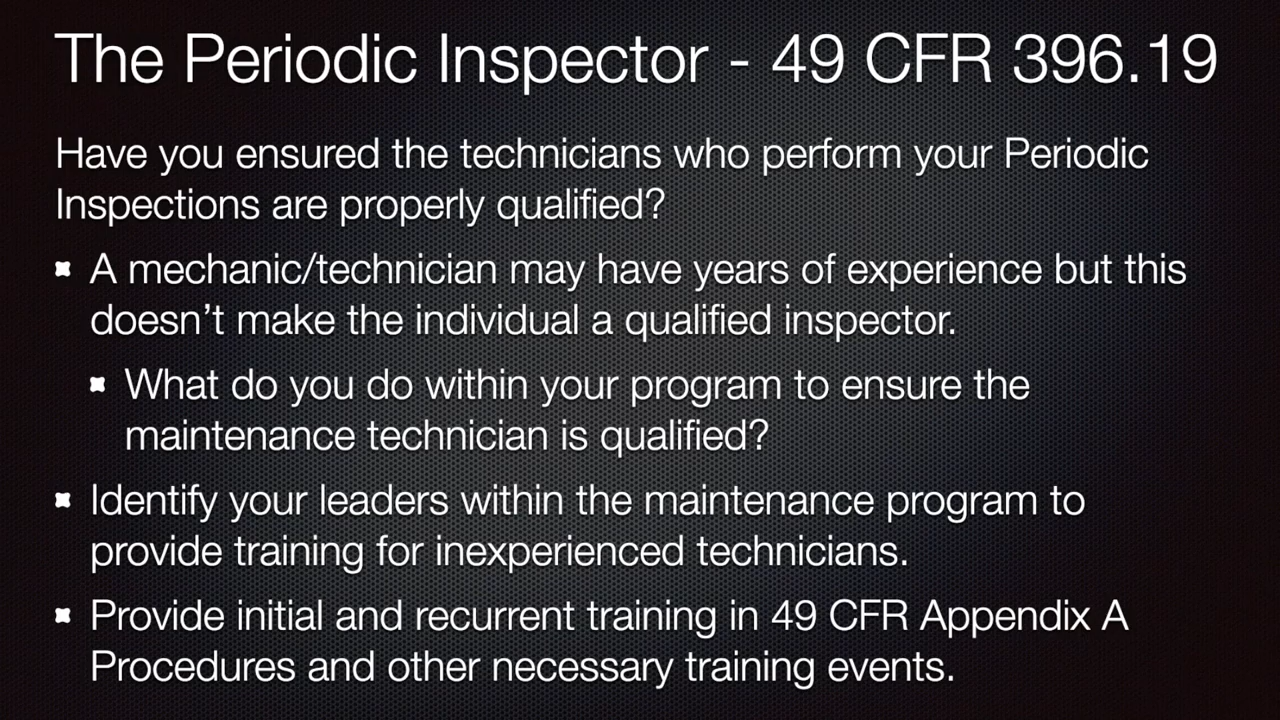 The Periodic Inspector - 49 CFR 396.19
Have you ensured the technicians who perform your Periodic
Inspections are properly qualified?
A mechanic/technician may have years of experience but this
doesn’t make the individual a qualified inspector.
What do you do within your program to ensure the
maintenance technician is qualified?
Identify your leaders within the maintenance program to
provide training for inexperienced technicians.
Provide initial and recurrent training in 49 CFR Appendix A
Procedures and other necessary training events.